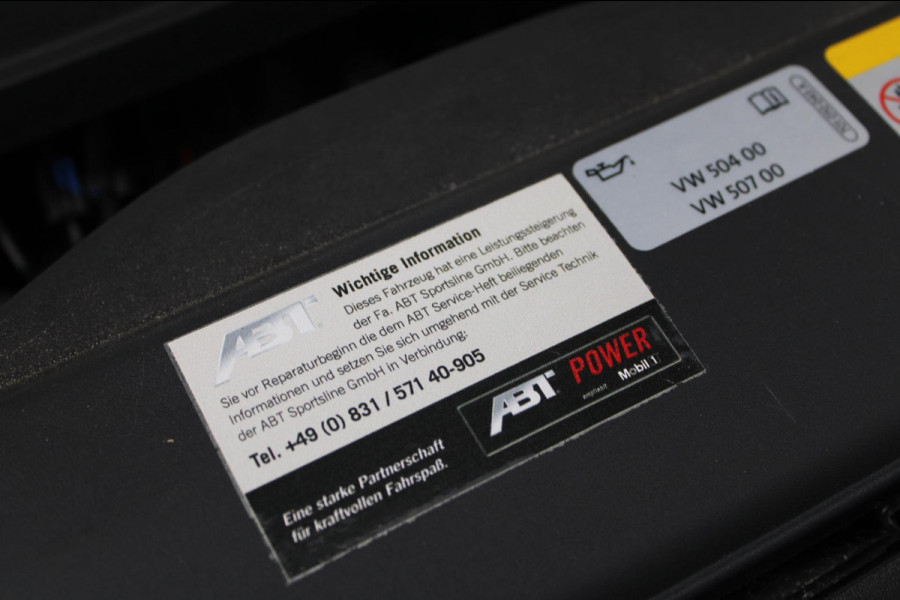 ABT
Wichtige Information
Dieses Fahrzeug hat eine Leistungssteigerung
der Fa. ABT Sportsline GmbH. Bitte beachten
Sie vor Reparaturbeginn die dem ABT Service-Heft beiliegenden
Informationen und setzen Sie sich umgehend mit der Service Technik
der ABT Sportsline GmbH in Verbindung:
Tel. +49 (0) 831 / 571 40-905
Eine starke Partnerschaft
für kraftvollen Fahrspaß.
ABT POWER
empfiehlt Mobil 1
VW 504 00
VW 507 00